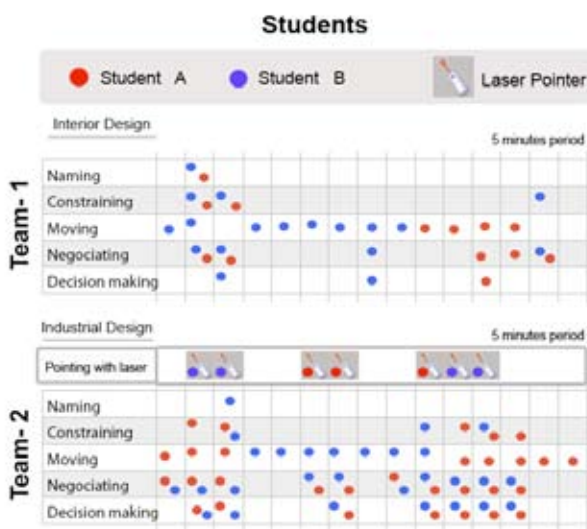 Students
Student A Student B Laser Pointer
Interior Design
5 minutes period
Team- 1
Naming
Constraining
Moving
Negociating
Decision making
Industrial Design
5 minutes period
Pointing with laser
Team- 2
Naming
Constraining
Moving
Negociating
Decision making